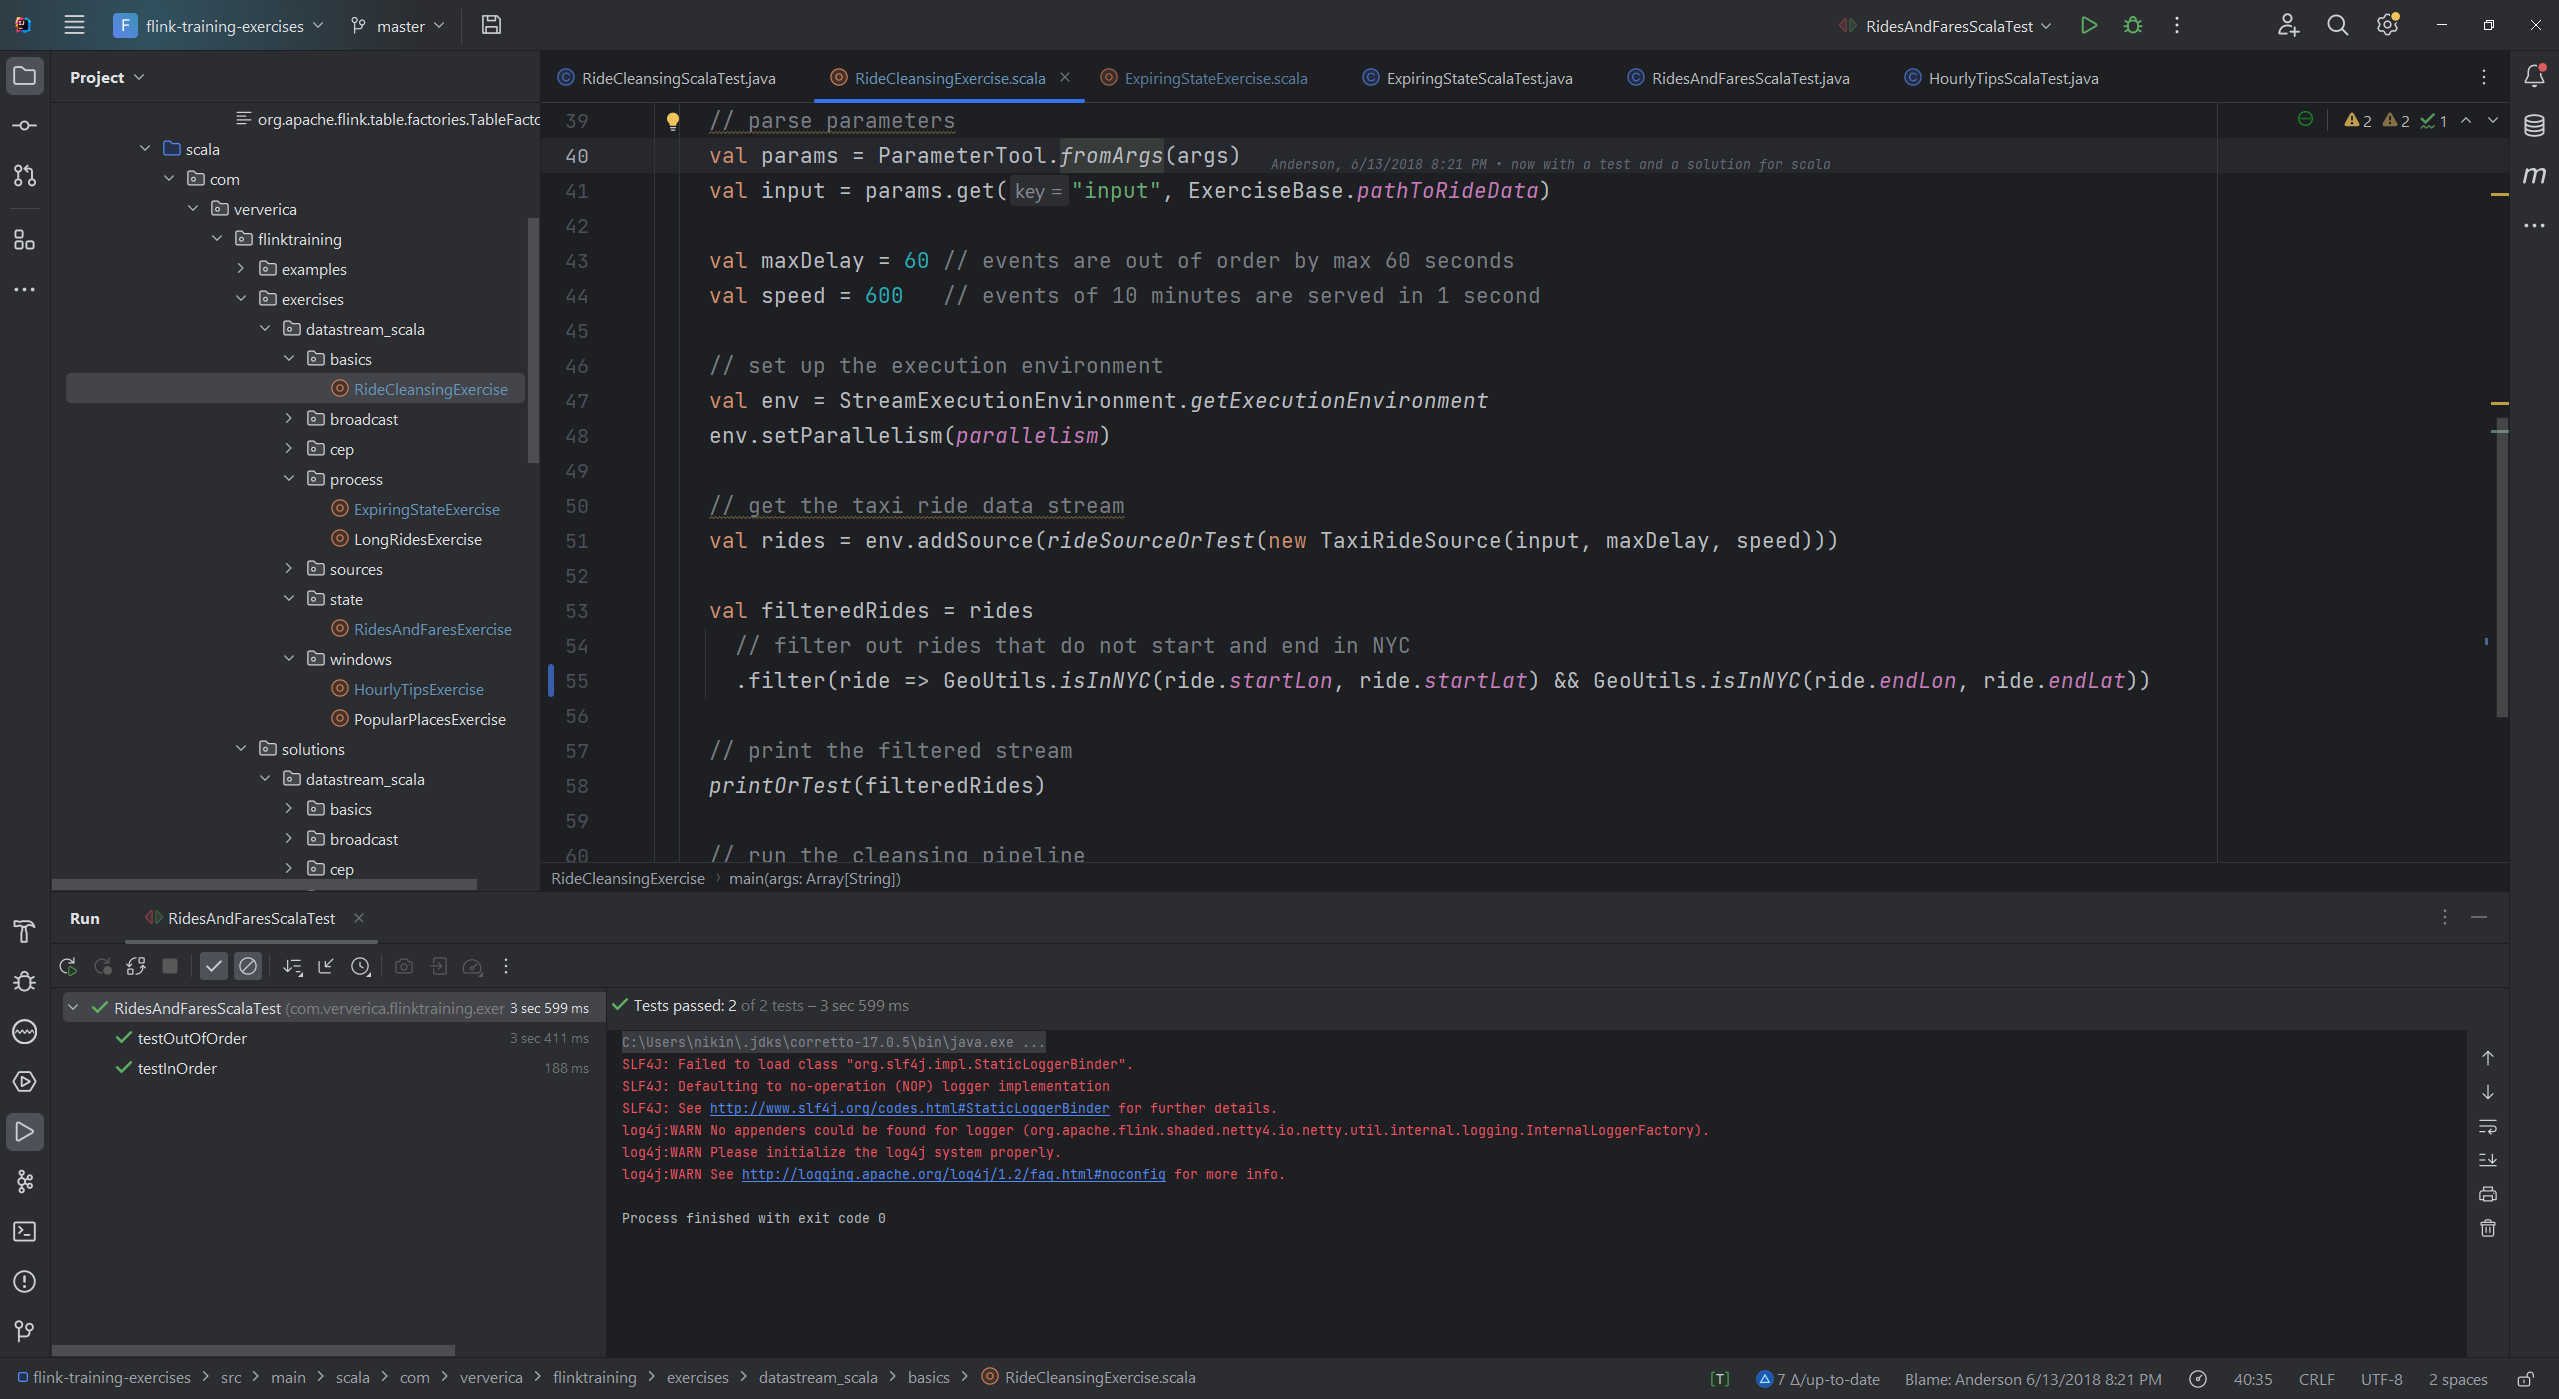 F flink-training-exercises master RidesAndFaresScalaTest
Project
RideCleansingScalaTest.java RideCleansingExercise.scala ExpiringStateExercise.scala ExpiringStateScalaTest.java RidesAndFaresScalaTest.java HourlyTipsScalaTest.java
org.apache.flink.table.factories.TableFacto
scala
com
ververica
flinktraining
examples
exercises
datastream_scala
basics
RideCleansingExercise
broadcast
cep
process
ExpiringStateExercise
LongRidesExercise
sources
state
RidesAndFaresExercise
windows
HourlyTipsExercise
PopularPlacesExercise
solutions
datastream_scala
basics
broadcast
cep
2 2 1
39 // parse parameters
40 val params = ParameterTool.fromArgs(args) Anderson, 6/13/2018 8:21 PM • now with a test and a solution for scala
41 val input = params.get( key = "input", ExerciseBase.pathToRideData)
42
43 val maxDelay = 60 // events are out of order by max 60 seconds
44 val speed = 600 // events of 10 minutes are served in 1 second
45
46 // set up the execution environment
47 val env = StreamExecutionEnvironment.getExecutionEnvironment
48 env.setParallelism(parallelism)
49
50 // get the taxi ride data stream
51 val rides = env.addSource(rideSourceOrTest(new TaxiRideSource(input, maxDelay, speed)))
52
53 val filteredRides = rides
54 // filter out rides that do not start and end in NYC
55 .filter(ride => GeoUtils.isInNYC(ride.startLon, ride.startLat) && GeoUtils.isInNYC(ride.endLon, ride.endLat))
56
57 // print the filtered stream
58 printOrTest(filteredRides)
59
60 // run the cleansing pipeline
RideCleansingExercise main(args: Array[String])
Run RidesAndFaresScalaTest
RidesAndFaresScalaTest (com.ververica.flinktraining.exer 3 sec 599 ms
testOutOfOrder 3 sec 411 ms
testInOrder 188 ms
Tests passed: 2 of 2 tests – 3 sec 599 ms
C:\Users\nikin\.jdks\corretto-17.0.5\bin\java.exe ...
SLF4J: Failed to load class "org.slf4j.impl.StaticLoggerBinder".
SLF4J: Defaulting to no-operation (NOP) logger implementation
SLF4J: See http://www.slf4j.org/codes.html#StaticLoggerBinder for further details.
log4j:WARN No appenders could be found for logger (org.apache.flink.shaded.netty4.io.netty.util.internal.logging.InternalLoggerFactory).
log4j:WARN Please initialize the log4j system properly.
log4j:WARN See http://logging.apache.org/log4j/1.2/faq.html#noconfig for more info.
Process finished with exit code 0
flink-training-exercises src main scala com ververica flinktraining exercises datastream_scala basics RideCleansingExercise.scala [T] 7 Δ/up-to-date Blame: Anderson 6/13/2018 8:21 PM 40:35 CRLF UTF-8 2 spaces